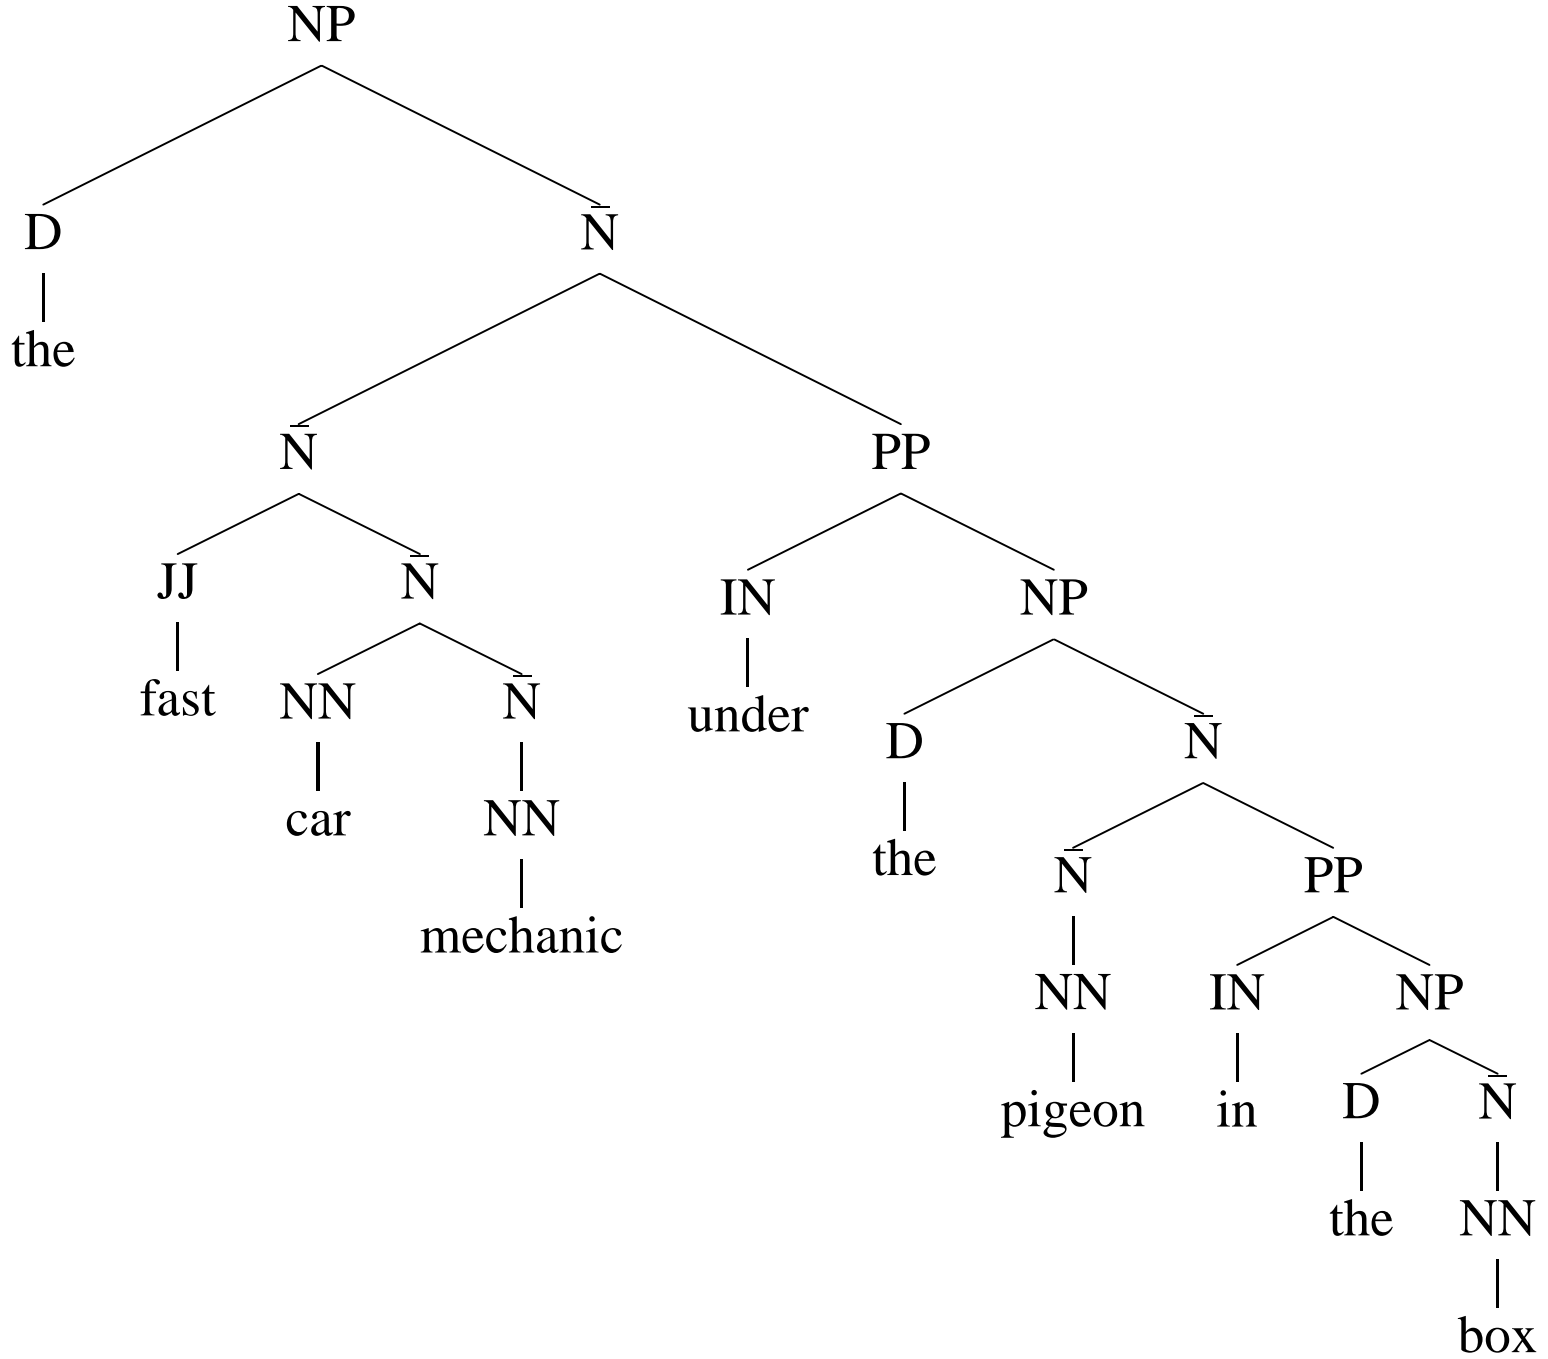 NP
D N̄
the
N̄ PP
JJ N̄ IN NP
fast NN N̄ under D N̄
car NN the N̄ PP
mechanic NN IN NP
pigeon in D N̄
the NN
box